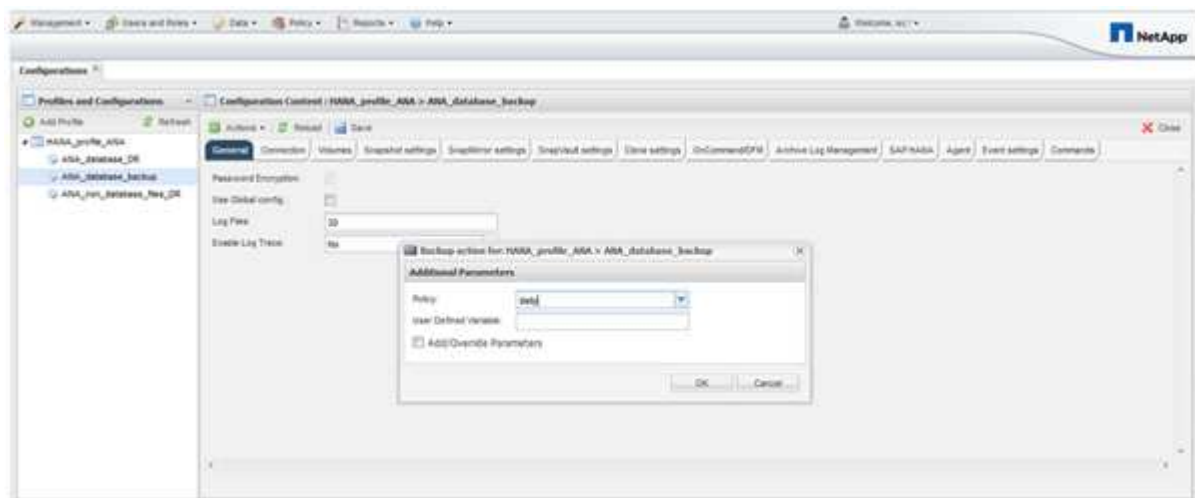 Management Users and Roles Data Policy Reports Help Welcome,
NetApp
Configurations
Profiles and Configurations
Configuration Content : HANA_profile_ANA > ANA_database_backup
Add Profile Refresh
Actions Reload Save Close
HANA_profile_ANA
ANA_database_DR
ANA_database_backup
ANA_non_database_files_DR
General Connection Volumes Snapshot settings SnapMirror settings SnapVault settings Clone settings OnCommand/DFM Archive Log Management SAP HANA Agent Event settings Commands
Password Encryption:
Use Global config:
Log Files: 30
Enable Log Trace: No
Backup action for: HANA_profile_ANA > ANA_database_backup
Additional Parameters
Policy: daily
User Defined Variable:
Add/Override Parameters
OK Cancel